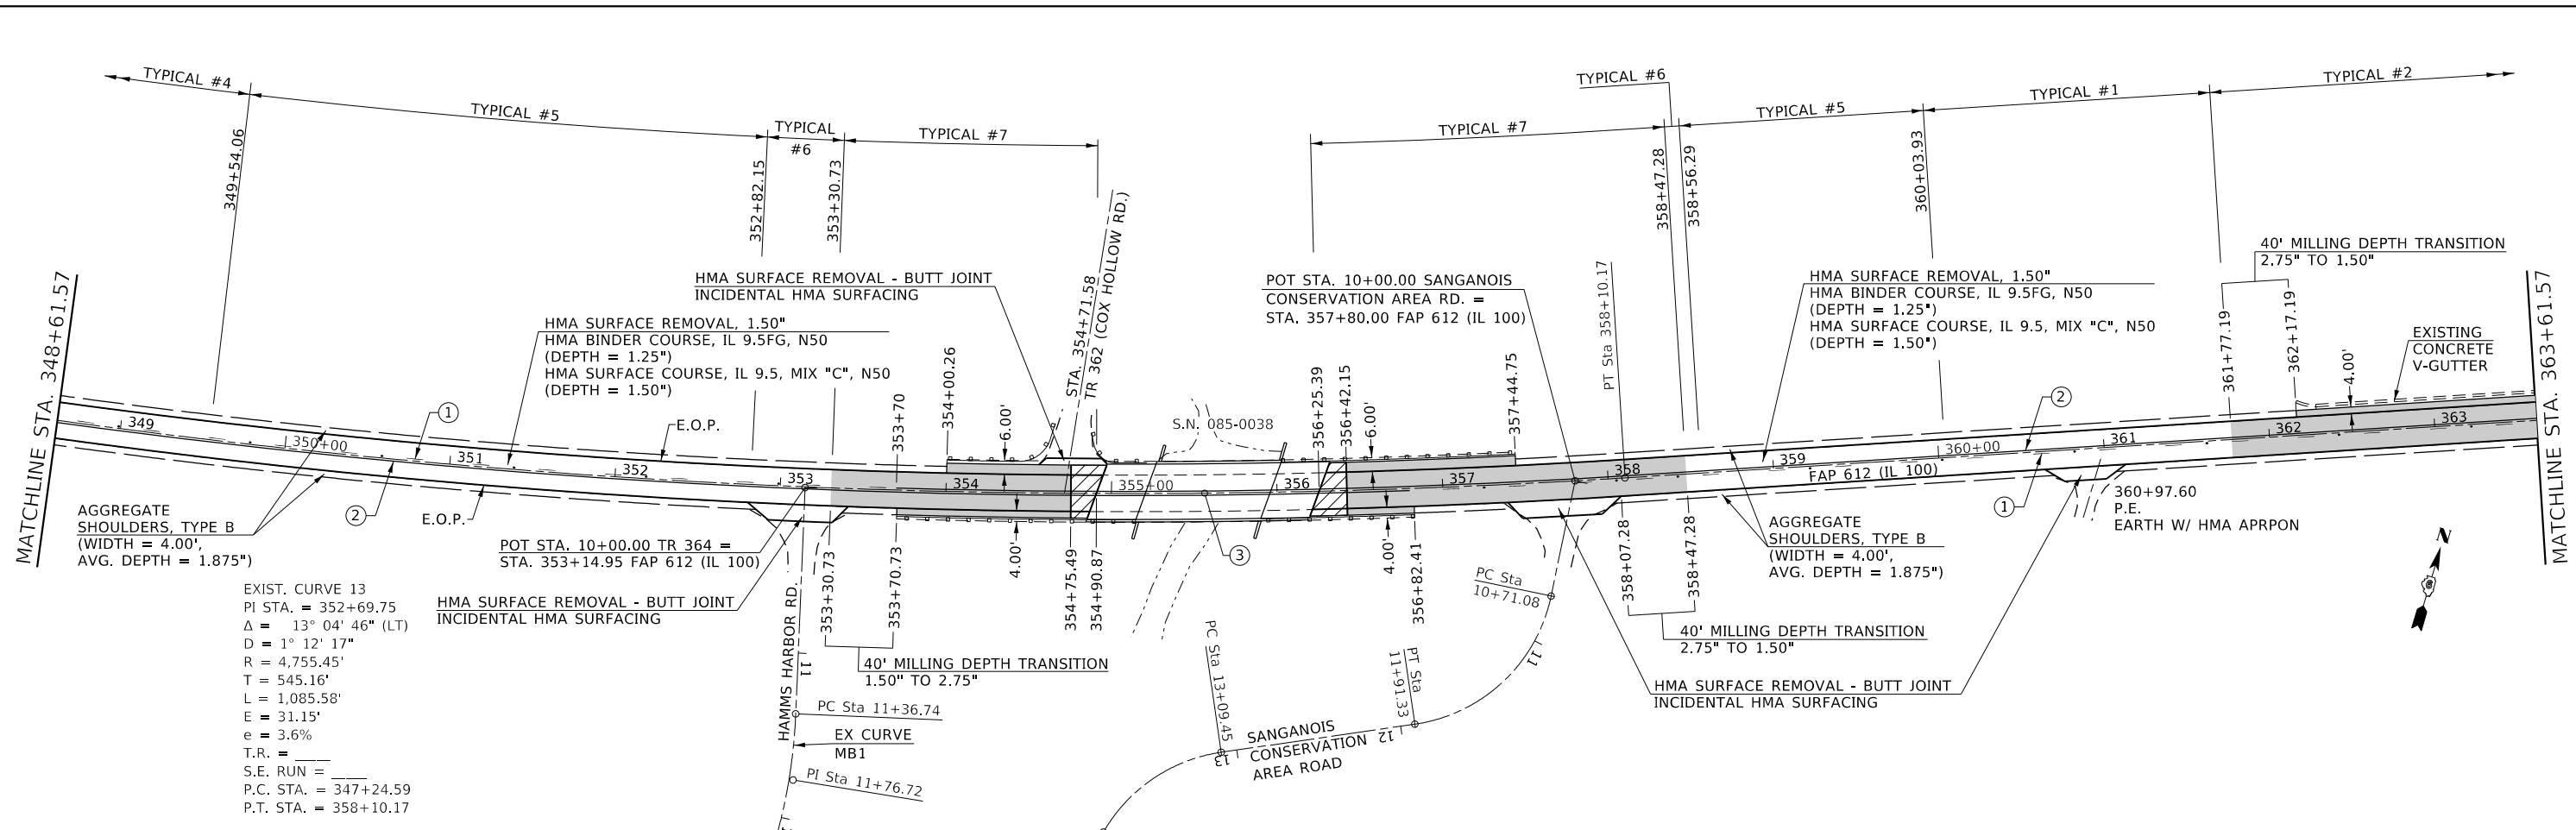 TYPICAL #4
TYPICAL #5
TYPICAL
#6
TYPICAL #7
TYPICAL #7
TYPICAL #6
TYPICAL #5
TYPICAL #1
TYPICAL #2
349+54.06
352+82.15
353+30.73
358+47.28
358+56.29
360+03.93
MATCHLINE STA. 348+61.57
HMA SURFACE REMOVAL - BUTT JOINT
INCIDENTAL HMA SURFACING
STA. 354+71.58
TR 362 (COX HOLLOW RD.)
POT STA. 10+00.00 SANGANOIS
CONSERVATION AREA RD. =
STA. 357+80.00 FAP 612 (IL 100)
PT Sta 358+10.17
HMA SURFACE REMOVAL, 1.50"
HMA BINDER COURSE, IL 9.5FG, N50
(DEPTH = 1.25")
HMA SURFACE COURSE, IL 9.5, MIX "C", N50
(DEPTH = 1.50")
40' MILLING DEPTH TRANSITION
2.75" TO 1.50"
361+77.19
362+17.19
4.00'
EXISTING
CONCRETE
V-GUTTER
MATCHLINE STA. 363+61.57
HMA SURFACE REMOVAL, 1.50"
HMA BINDER COURSE, IL 9.5FG, N50
(DEPTH = 1.25")
HMA SURFACE COURSE, IL 9.5, MIX "C", N50
(DEPTH = 1.50")
353+70
354+00.26
6.00'
S.N. 085-0038
356+25.39
356+42.15
6.00'
357+44.75
1
E.O.P.
2
349
350+00
351
352
353
354
355+00
356
357
358
359
360+00
361
362
363
FAP 612 (IL 100)
AGGREGATE
SHOULDERS, TYPE B
(WIDTH = 4.00',
AVG. DEPTH = 1.875")
2
E.O.P.
POT STA. 10+00.00 TR 364 =
STA. 353+14.95 FAP 612 (IL 100)
HMA SURFACE REMOVAL - BUTT JOINT
INCIDENTAL HMA SURFACING
HAMMS HARBOR RD.
11
353+30.73
353+70.73
40' MILLING DEPTH TRANSITION
1.50" TO 2.75"
4.00'
354+75.49
354+90.87
3
4.00'
356+82.41
PC Sta
10+71.08
358+07.28
358+47.28
40' MILLING DEPTH TRANSITION
2.75" TO 1.50"
AGGREGATE
SHOULDERS, TYPE B
(WIDTH = 4.00',
AVG. DEPTH = 1.875")
1
360+97.60
P.E.
EARTH W/ HMA APRPON
N
HMA SURFACE REMOVAL - BUTT JOINT
INCIDENTAL HMA SURFACING
EXIST. CURVE 13
PI STA. = 352+69.75
Δ = 13° 04' 46" (LT)
D = 1° 12' 17"
R = 4,755.45'
T = 545.16'
L = 1,085.58'
E = 31.15'
e = 3.6%
T.R. = ____
S.E. RUN = ____
P.C. STA. = 347+24.59
P.T. STA. = 358+10.17
PC Sta 11+36.74
EX CURVE
MB1
PI Sta 11+76.72
PC Sta 13+09.45
PT Sta
11+91.33
11
12
13
SANGANOIS
CONSERVATION
AREA ROAD